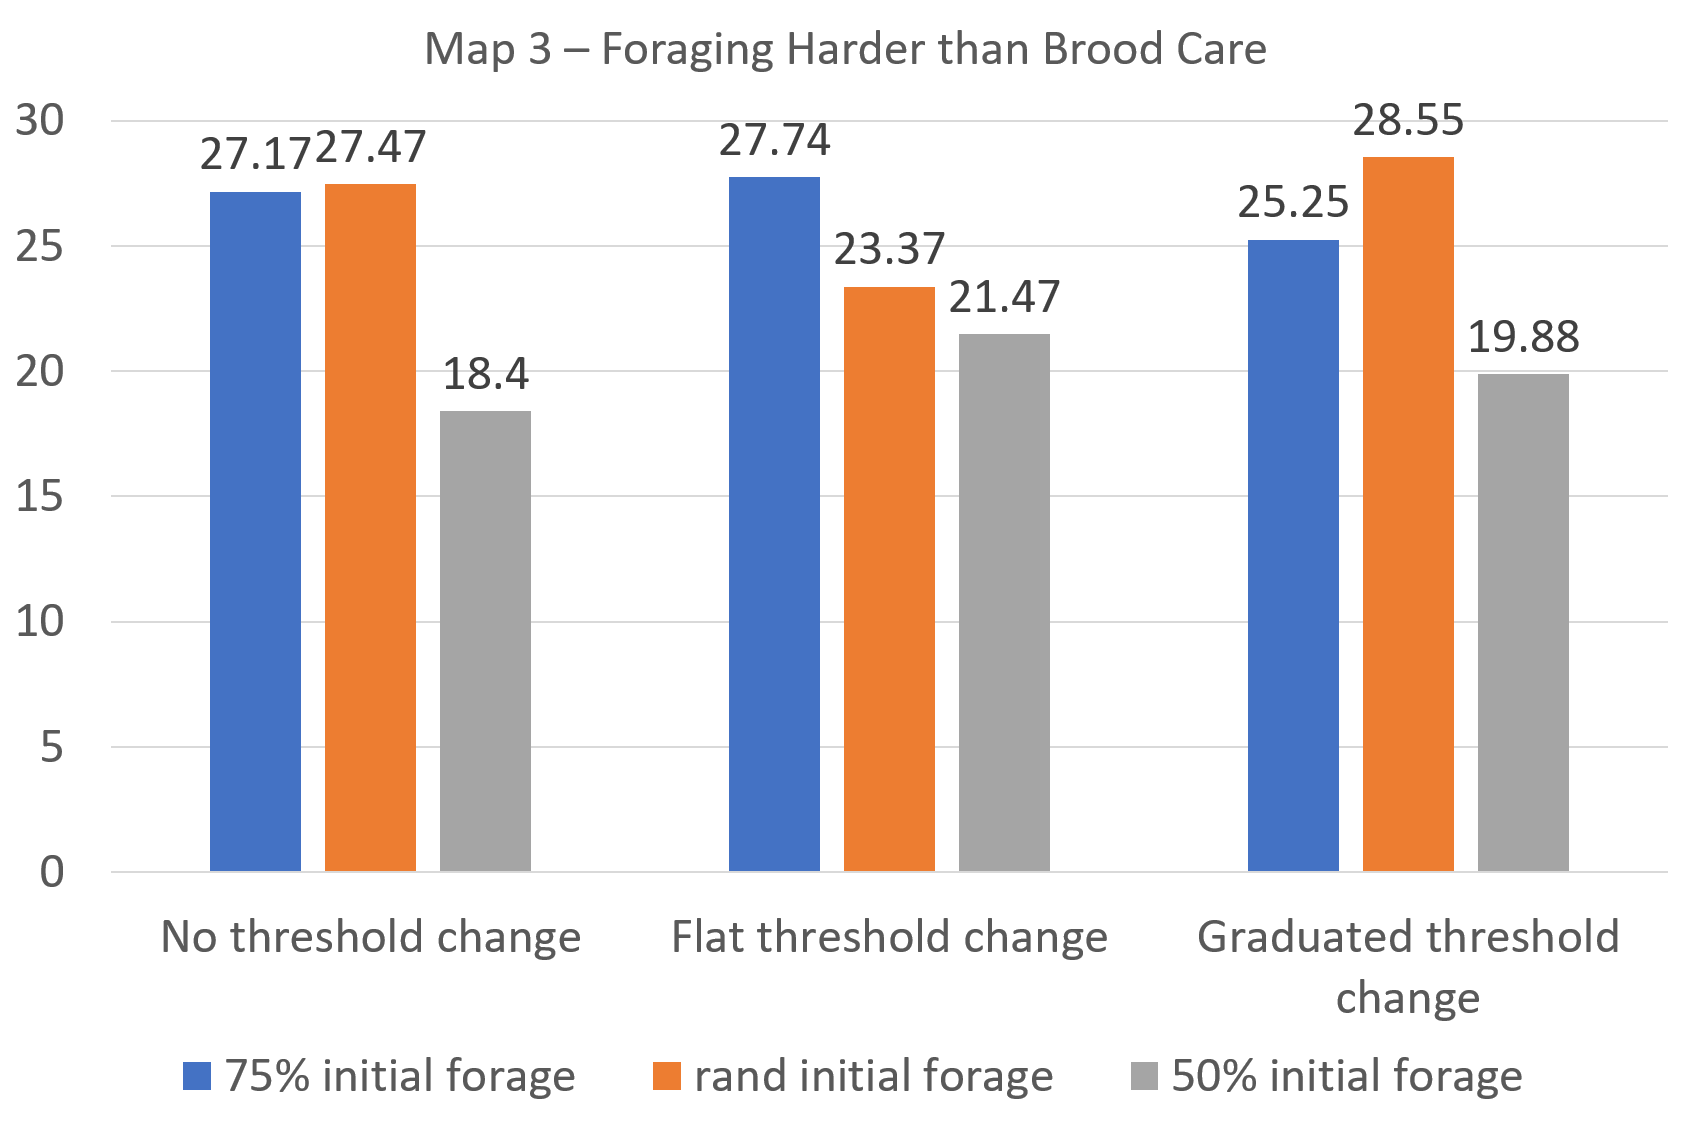 Map 3 – Foraging Harder than Brood Care
30
25
20
15
10
5
0
27.17
27.47
18.4
27.74
23.37
21.47
25.25
28.55
19.88
No threshold change
Flat threshold change
Graduated threshold
change
75% initial forage
rand initial forage
50% initial forage